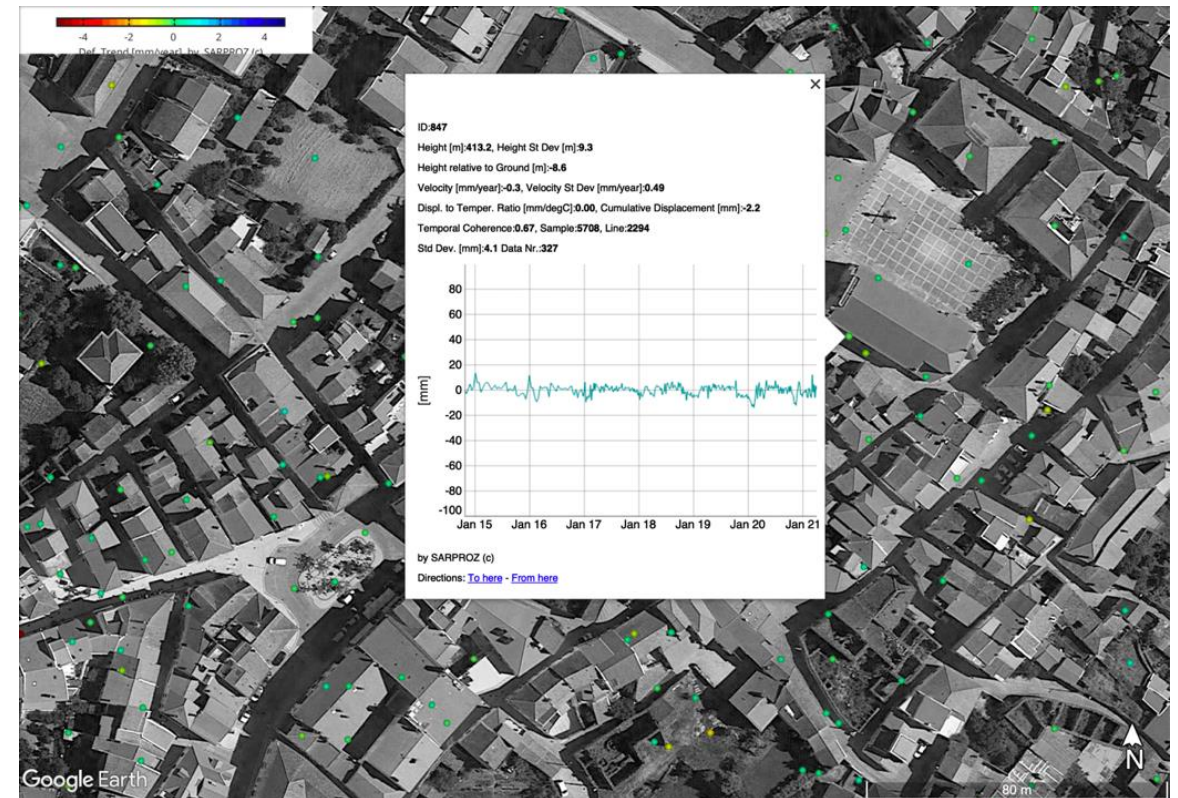 -4 -2 0 2 4
Def. Trend [mm/year]. by SARPROZ (c)
ID:847
Height [m]:413.2, Height St Dev [m]:9.3
Height relative to Ground [m]:-8.6
Velocity [mm/year]:-0.3, Velocity St Dev [mm/year]:0.49
Displ. to Temper. Ratio [mm/degC]:0.00, Cumulative Displacement [mm]:-2.2
Temporal Coherence:0.67, Sample:5708, Line:2294
Std Dev. [mm]:4.1 Data Nr.:327
80
60
40
20
0
-20
-40
-60
-80
-100
[mm]
Jan 15 Jan 16 Jan 17 Jan 18 Jan 19 Jan 20 Jan 21
by SARPROZ (c)
Directions: To here - From here
Google Earth
80 m
N